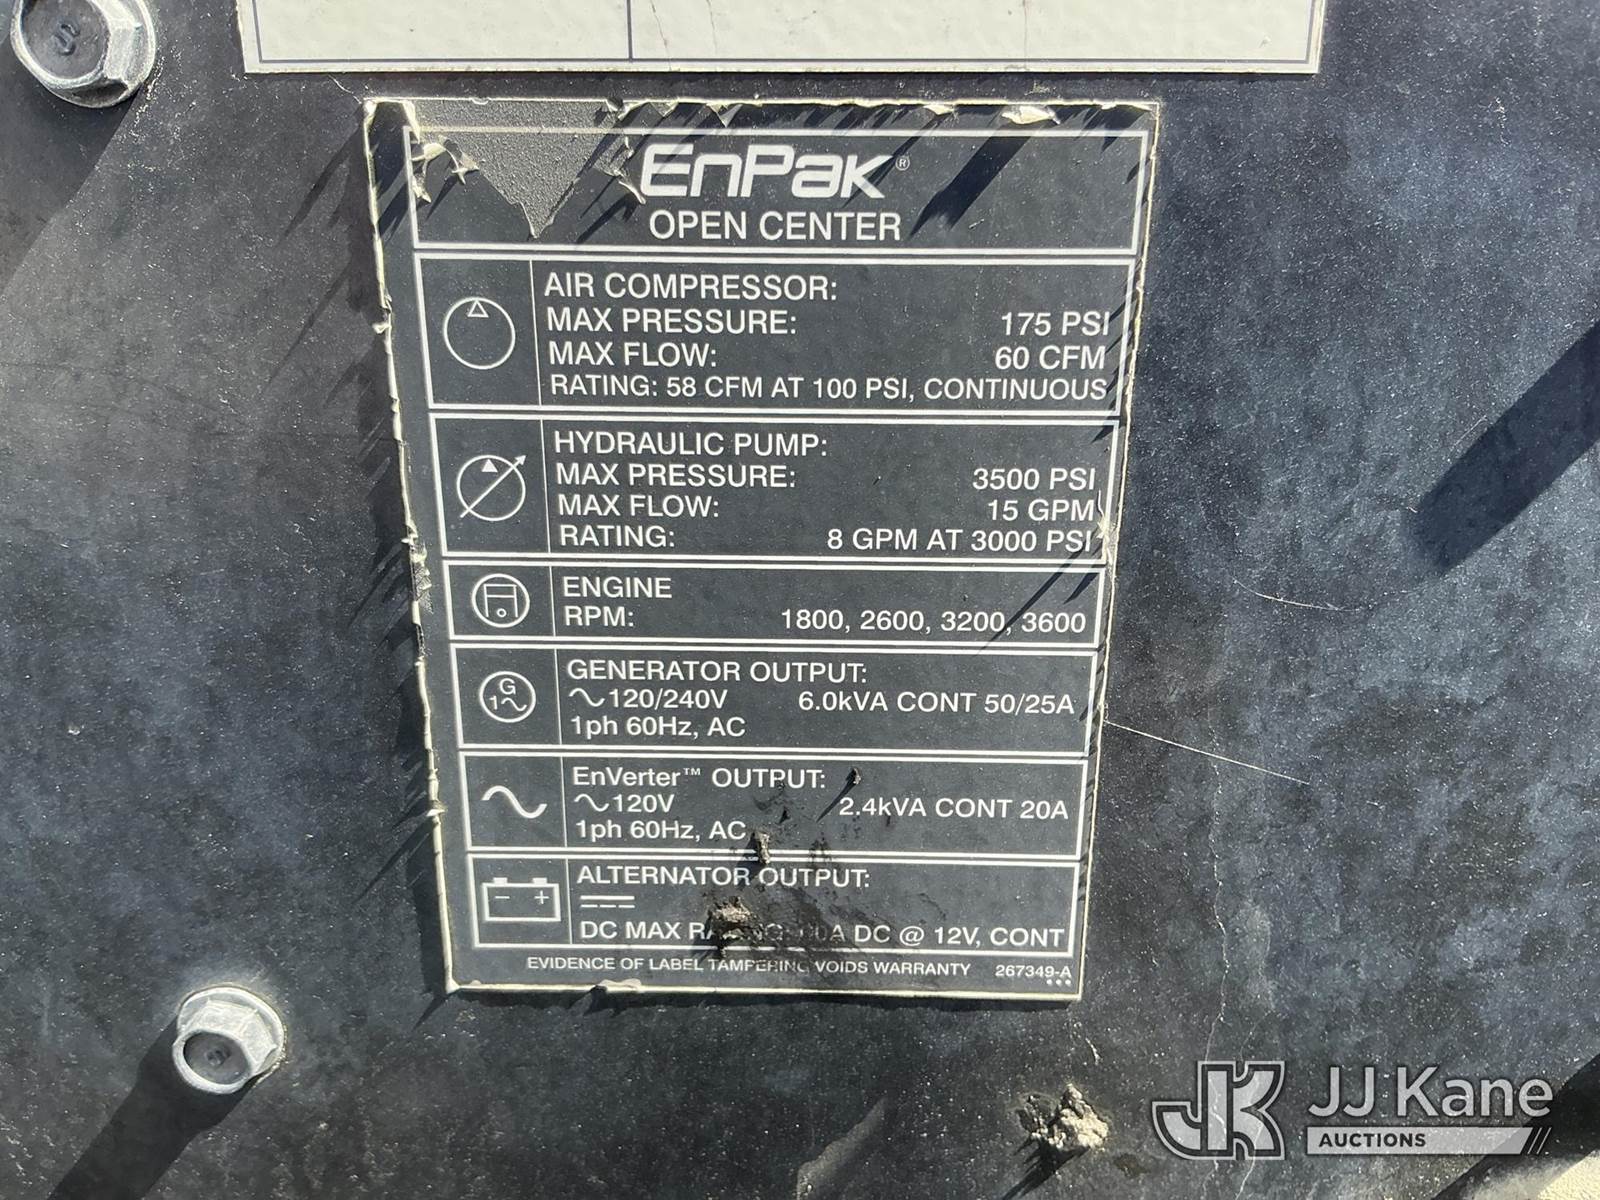 EnPak®
OPEN CENTER
AIR COMPRESSOR:
MAX PRESSURE: 175 PSI
MAX FLOW: 60 CFM
RATING: 58 CFM AT 100 PSI, CONTINUOUS
HYDRAULIC PUMP:
MAX PRESSURE: 3500 PSI
MAX FLOW: 15 GPM
RATING: 8 GPM AT 3000 PSI
ENGINE
RPM: 1800, 2600, 3200, 3600
G
1~
GENERATOR OUTPUT:
~120/240V 6.0kVA CONT 50/25A
1ph 60Hz, AC
EnVerter™ OUTPUT:
~120V 2.4kVA CONT 20A
1ph 60Hz, AC
ALTERNATOR OUTPUT:
- +
DC MAX DC @ 12V, CONT
EVIDENCE OF LABEL TAMPERING VOIDS WARRANTY 267349-A
JK JJ Kane
AUCTIONS